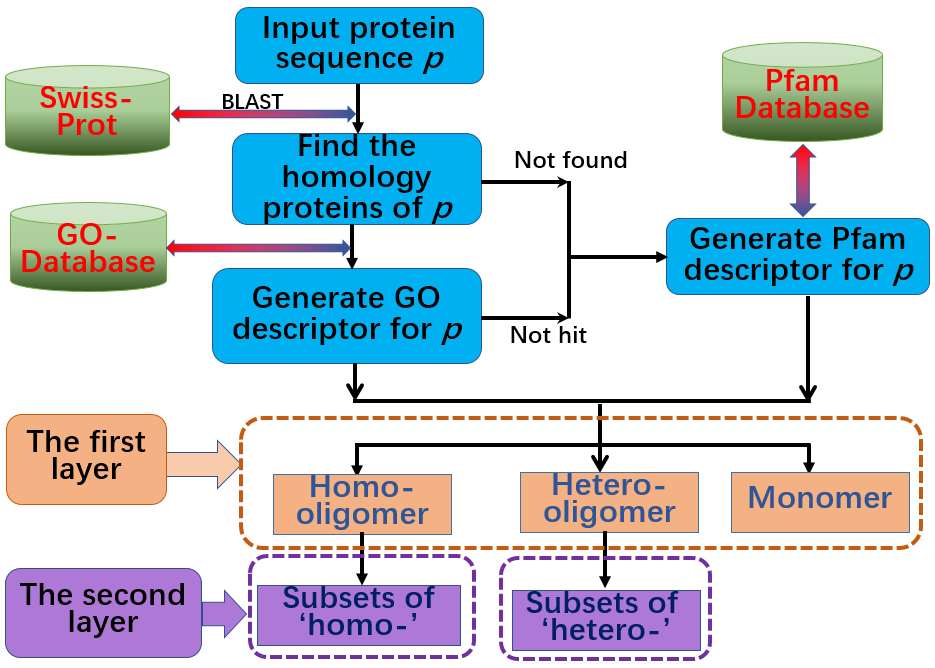 Input protein
sequence p
Swiss-
Prot
BLAST
Pfam
Database
Find the
homology
proteins of p
Not found
GO-
Database
Generate Pfam
descriptor for p
Generate GO
descriptor for p
Not hit
The first
layer
Homo-
oligomer
Hetero-
oligomer
Monomer
The second
layer
Subsets of
‘homo-’
Subsets of
‘hetero-’